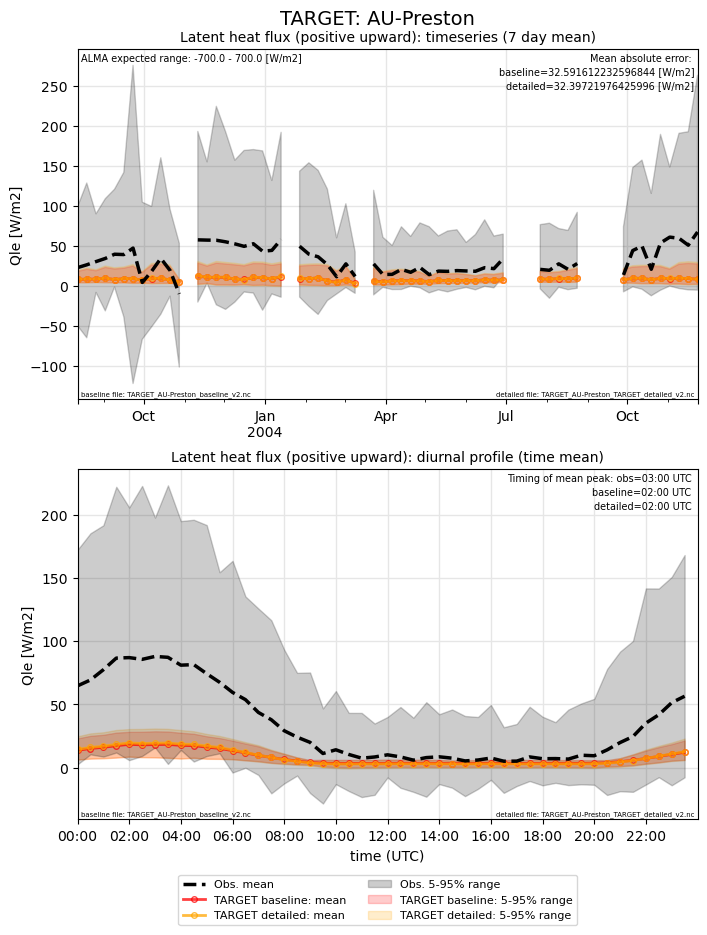 TARGET: AU-Preston
Latent heat flux (positive upward): timeseries (7 day mean)
ALMA expected range: -700.0 - 700.0 [W/m2]
Mean absolute error:
baseline=32.591612232596844 [W/m2]
detailed=32.39721976425996 [W/m2]
250
200
150
100
50
0
−50
−100
Qle [W/m2]
baseline file: TARGET_AU-Preston_baseline_v2.nc
detailed file: TARGET_AU-Preston_TARGET_detailed_v2.nc
Oct Jan Apr Jul Oct
2004
Latent heat flux (positive upward): diurnal profile (time mean)
Timing of mean peak: obs=03:00 UTC
baseline=02:00 UTC
detailed=02:00 UTC
200
150
100
50
0
Qle [W/m2]
baseline file: TARGET_AU-Preston_baseline_v2.nc
detailed file: TARGET_AU-Preston_TARGET_detailed_v2.nc
00:00 02:00 04:00 06:00 08:00 10:00 12:00 14:00 16:00 18:00 20:00 22:00
time (UTC)
Obs. mean
TARGET baseline: mean
TARGET detailed: mean
Obs. 5-95% range
TARGET baseline: 5-95% range
TARGET detailed: 5-95% range